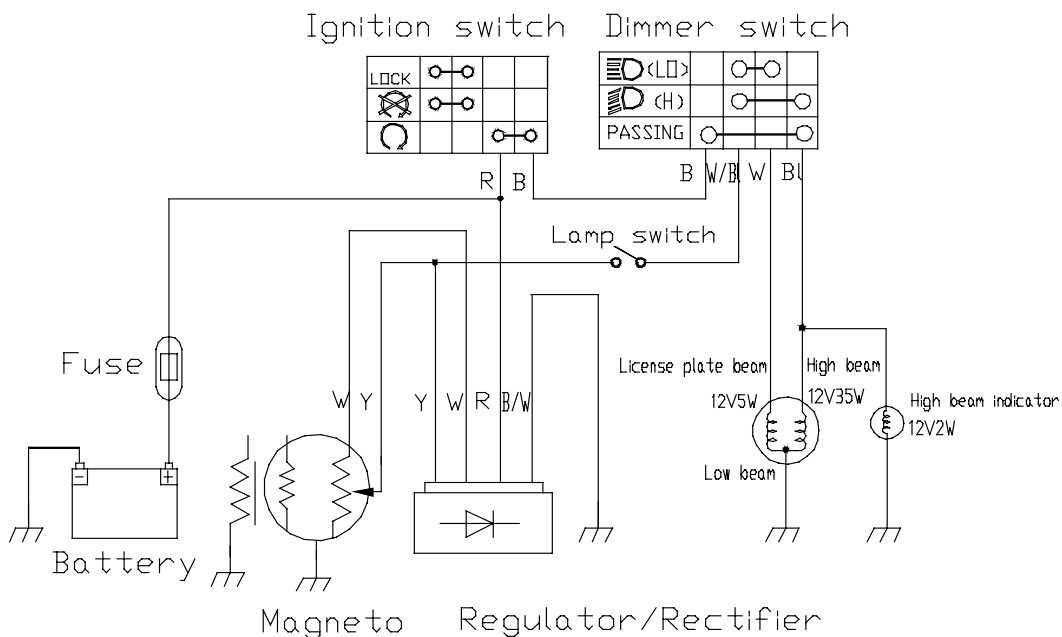 Ignition switch Dimmer switch
LOCK
(LO)
(H)
PASSING
R B
B W/Bl W Bl
Lamp switch
Fuse
W Y Y W R B/W
License plate beam High beam
12V5W 12V35W
High beam indicator
12V2W
Low beam
- +
Battery
Magneto Regulator/Rectifier